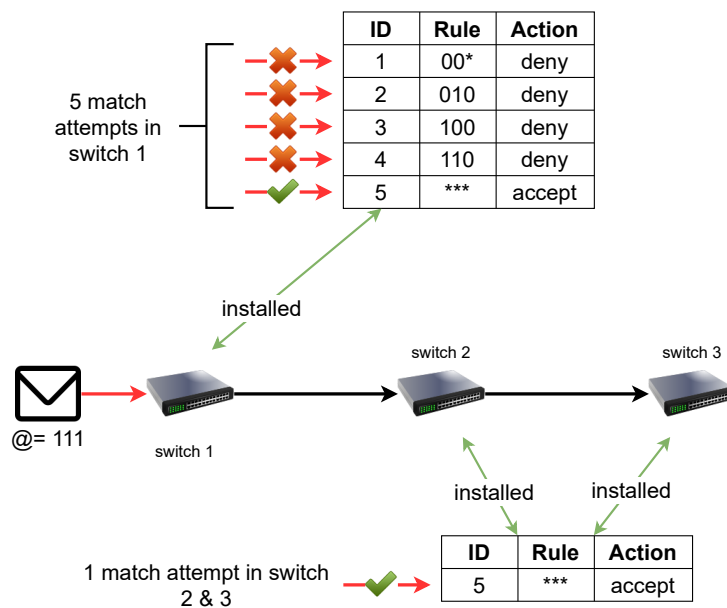 ID Rule Action
1 00* deny
2 010 deny
3 100 deny
4 110 deny
5 *** accept
5 match
attempts in
switch 1
installed
switch 2
switch 3
@= 111
switch 1
installed
installed
1 match attempt in switch
2 & 3
ID Rule Action
5 *** accept